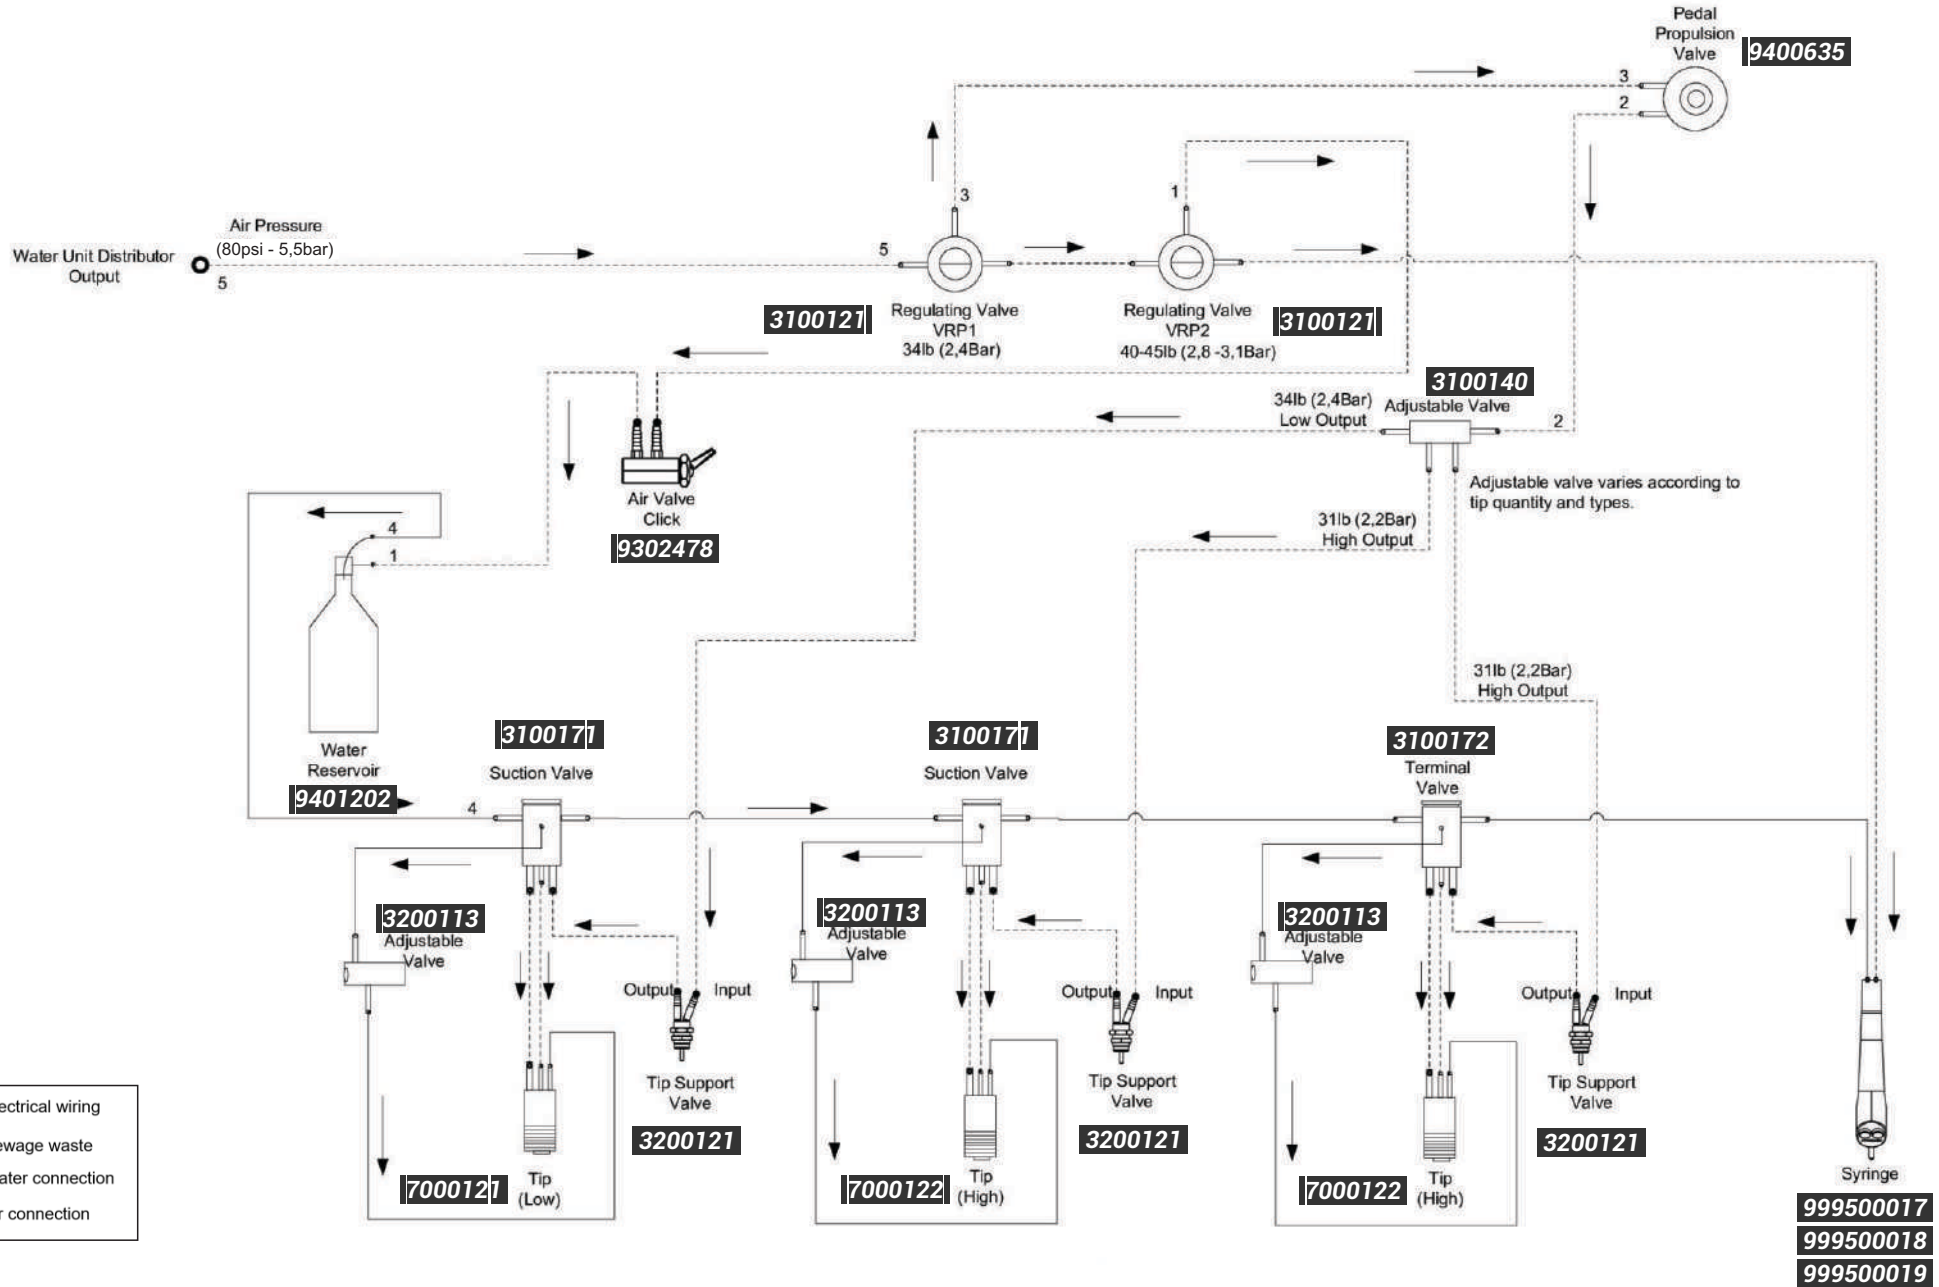 Pedal
Propulsion
Valve
9400635
3
2
Air Pressure
(80psi - 5,5bar)
Water Unit Distributor
Output
5
5
3
1
3100121
Regulating Valve
VRP1
34lb (2,4Bar)
Regulating Valve
VRP2
40-45lb (2,8 -3,1Bar)
3100121
3100140
Adjustable Valve
34lb (2,4Bar)
Low Output
2
Adjustable valve varies according to
tip quantity and types.
Air Valve
Click
9302478
31lb (2,2Bar)
High Output
4
1
31lb (2,2Bar)
High Output
Water
Reservoir
9401202
3100171
Suction Valve
4
3100171
Suction Valve
3100172
Terminal
Valve
3200113
Adjustable
Valve
3200113
Adjustable
Valve
3200113
Adjustable
Valve
Output
Input
Output
Input
Output
Input
Tip Support
Valve
3200121
Tip Support
Valve
3200121
Tip Support
Valve
3200121
7000121
Tip
(Low)
7000122
Tip
(High)
7000122
Tip
(High)
Syringe
999500017
999500018
999500019
ectrical wiring
ewage waste
ater connection
r connection